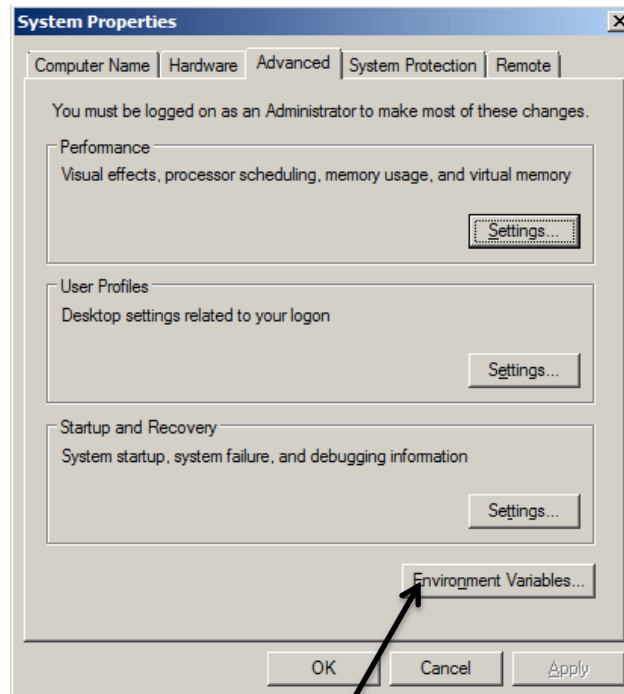 System Properties
Computer Name
Hardware
Advanced
System Protection
Remote
You must be logged on as an Administrator to make most of these changes.
Performance
Visual effects, processor scheduling, memory usage, and virtual memory
Settings...
User Profiles
Desktop settings related to your logon
Settings...
Startup and Recovery
System startup, system failure, and debugging information
Settings...
Environment Variables...
OK
Cancel
Apply